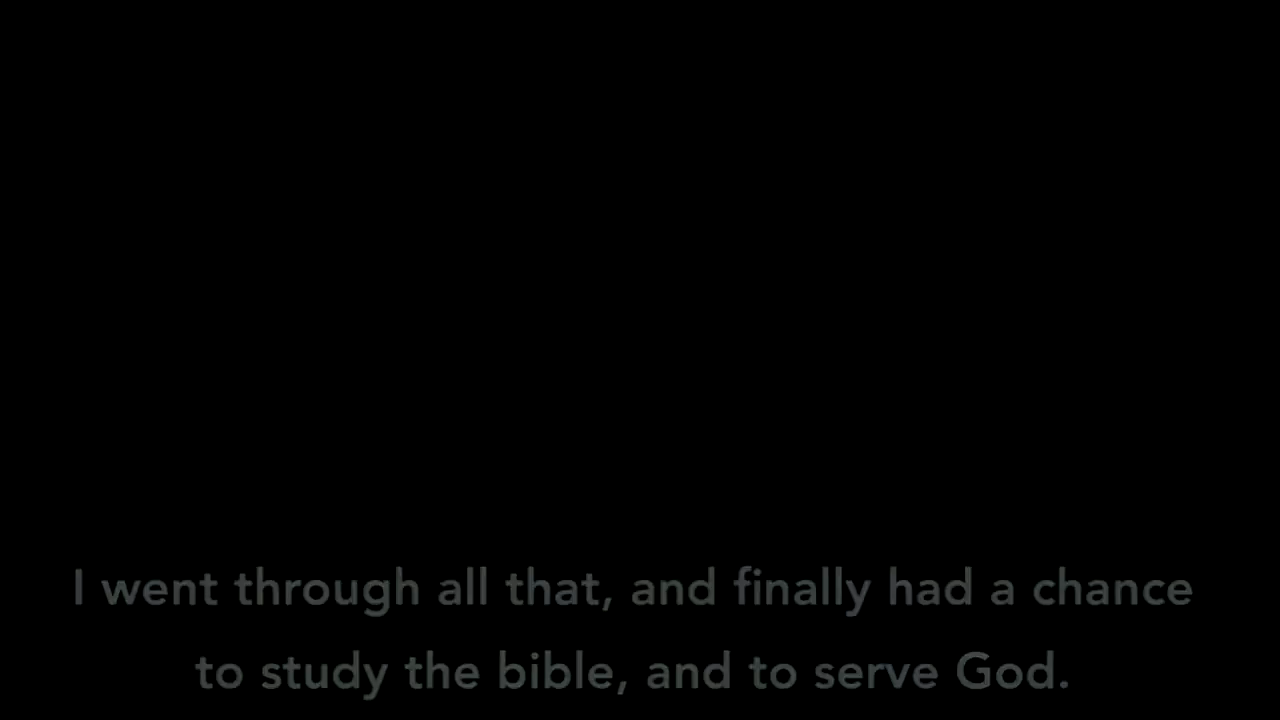 I went through all that, and finally had a chance
to study the bible, and to serve God.